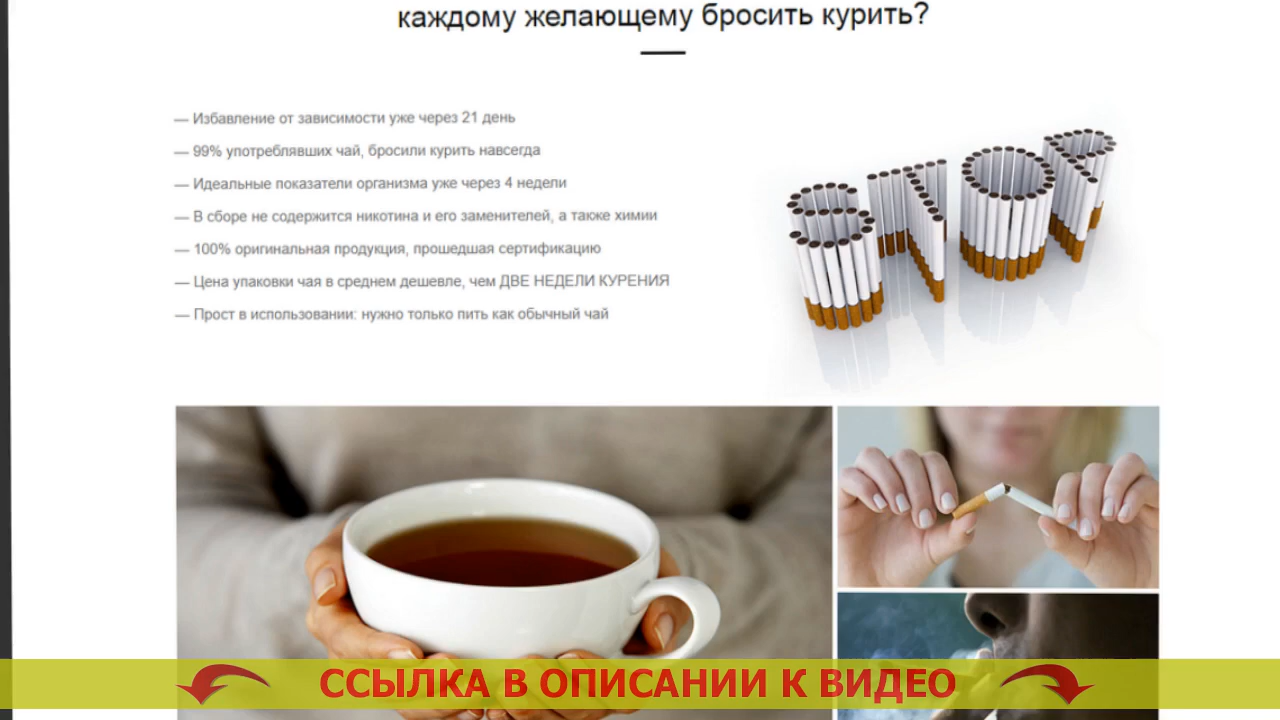 каждому желающему бросить курить?
— Избавление от зависимости уже через 21 день
— 99% употреблявших чай, бросили курить навсегда
— Идеальные показатели организма уже через 4 недели
— В сборе не содержится никотина и его заменителей, а также химии
— 100% оригинальная продукция, прошедшая сертификацию
— Цена упаковки чая в среднем дешевле, чем ДВЕ НЕДЕЛИ КУРЕНИЯ
— Прост в использовании: нужно только пить как обычный чай
STOP
ССЫЛКА В ОПИСАНИИ К ВИДЕО